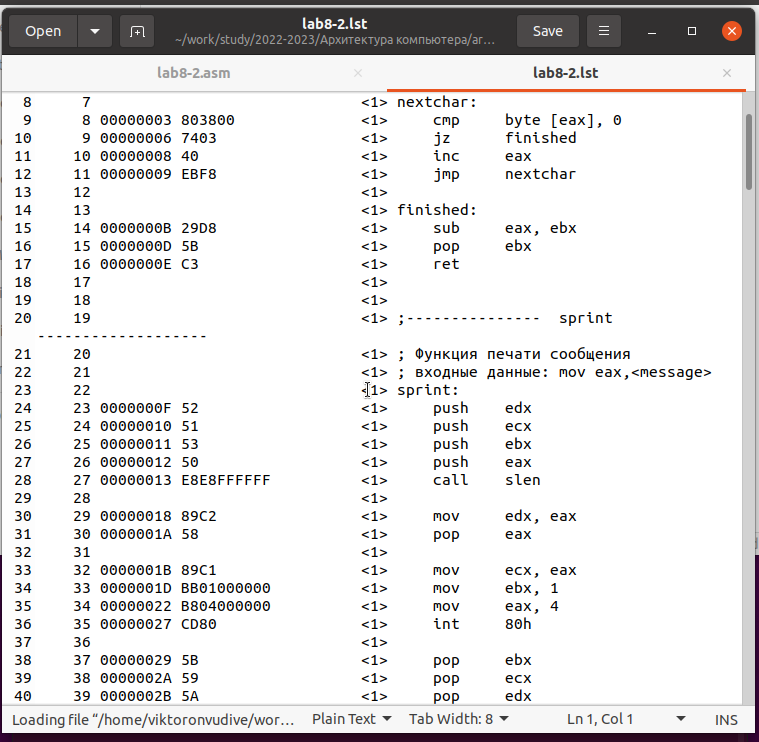 Open
lab8-2.lst
~/work/study/2022-2023/Архитектура компьютера/ar...
Save
lab8-2.asm
lab8-2.lst
8 7 <1> nextchar:
9 8 00000003 803800 <1> cmp byte [eax], 0
10 9 00000006 7403 <1> jz finished
11 10 00000008 40 <1> inc eax
12 11 00000009 EBF8 <1> jmp nextchar
13 12 <1>
14 13 <1> finished:
15 14 0000000B 29D8 <1> sub eax, ebx
16 15 0000000D 5B <1> pop ebx
17 16 0000000E C3 <1> ret
18 17 <1>
19 18 <1>
20 19 <1> ;--------------- sprint
-------------------
21 20 <1> ; Функция печати сообщения
22 21 <1> ; входные данные: mov eax,<message>
23 22 <1> sprint:
24 23 0000000F 52 <1> push edx
25 24 00000010 51 <1> push ecx
26 25 00000011 53 <1> push ebx
27 26 00000012 50 <1> push eax
28 27 00000013 E8E8FFFFFF <1> call slen
29 28 <1>
30 29 00000018 89C2 <1> mov edx, eax
31 30 0000001A 58 <1> pop eax
32 31 <1>
33 32 0000001B 89C1 <1> mov ecx, eax
34 33 0000001D BB01000000 <1> mov ebx, 1
35 34 00000022 B804000000 <1> mov eax, 4
36 35 00000027 CD80 <1> int 80h
37 36 <1>
38 37 00000029 5B <1> pop ebx
39 38 0000002A 59 <1> pop ecx
40 39 0000002B 5A <1> pop edx
Loading file “/home/viktoronvudive/wor... Plain Text Tab Width: 8 Ln 1, Col 1 INS